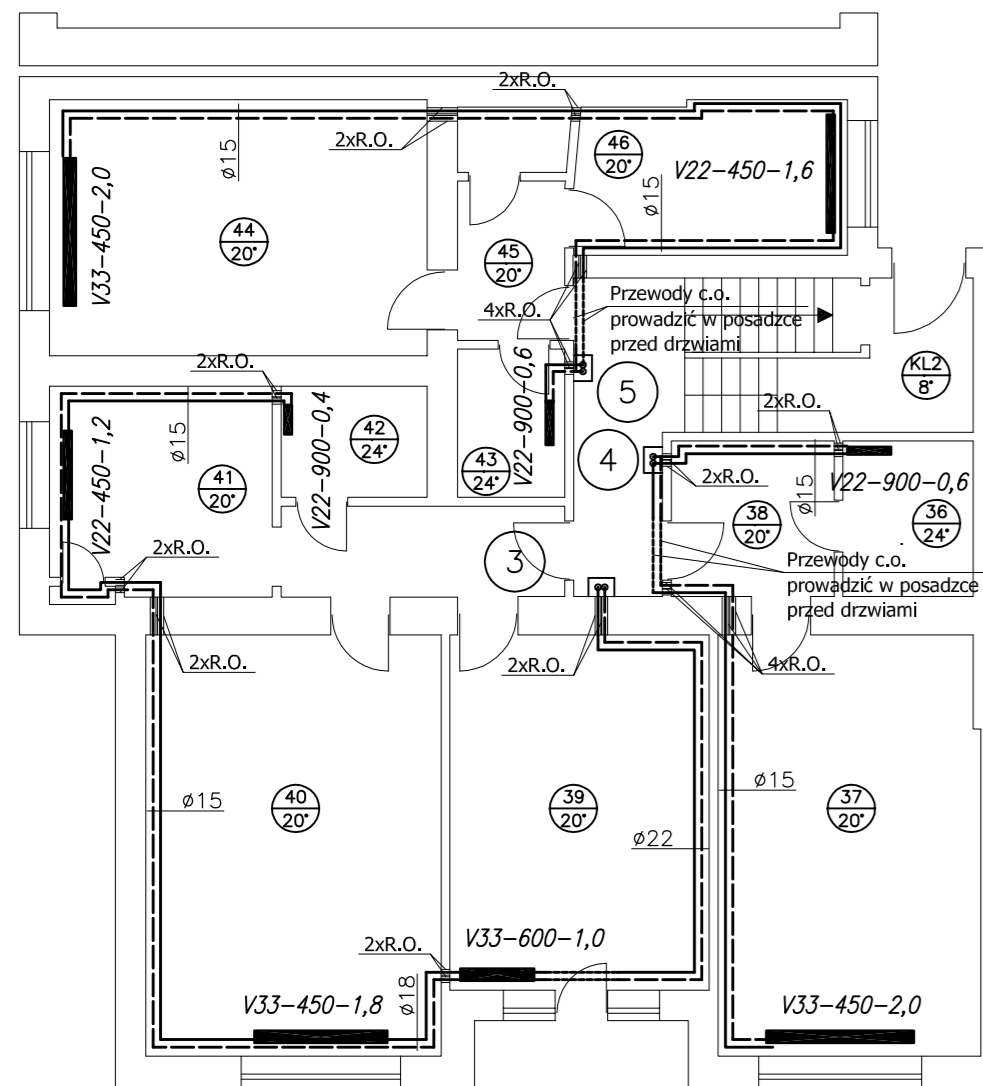 2xR.O.
2xR.O.
46
20°
V22-450-1,6
ø15
ø15
V33-450-2,0
44
20°
45
20°
4xR.O.
Przewody c.o.
prowadzić w posadzce
przed drzwiami
KL2
8°
2xR.O.
V22-900-0,6
5
2xR.O.
V22-450-1,2
ø15
41
20°
V22-900-0,4
42
24°
43
24°
4
2xR.O.
ø15
V22-900-0,6
38
20°
36
24°
2xR.O.
3
Przewody c.o.
prowadzić w posadzce
przed drzwiami
2xR.O.
2xR.O.
4xR.O.
ø15
40
20°
39
20°
ø22
ø15
37
20°
V33-600-1,0
2xR.O.
V33-450-1,8
ø18
V33-450-2,0